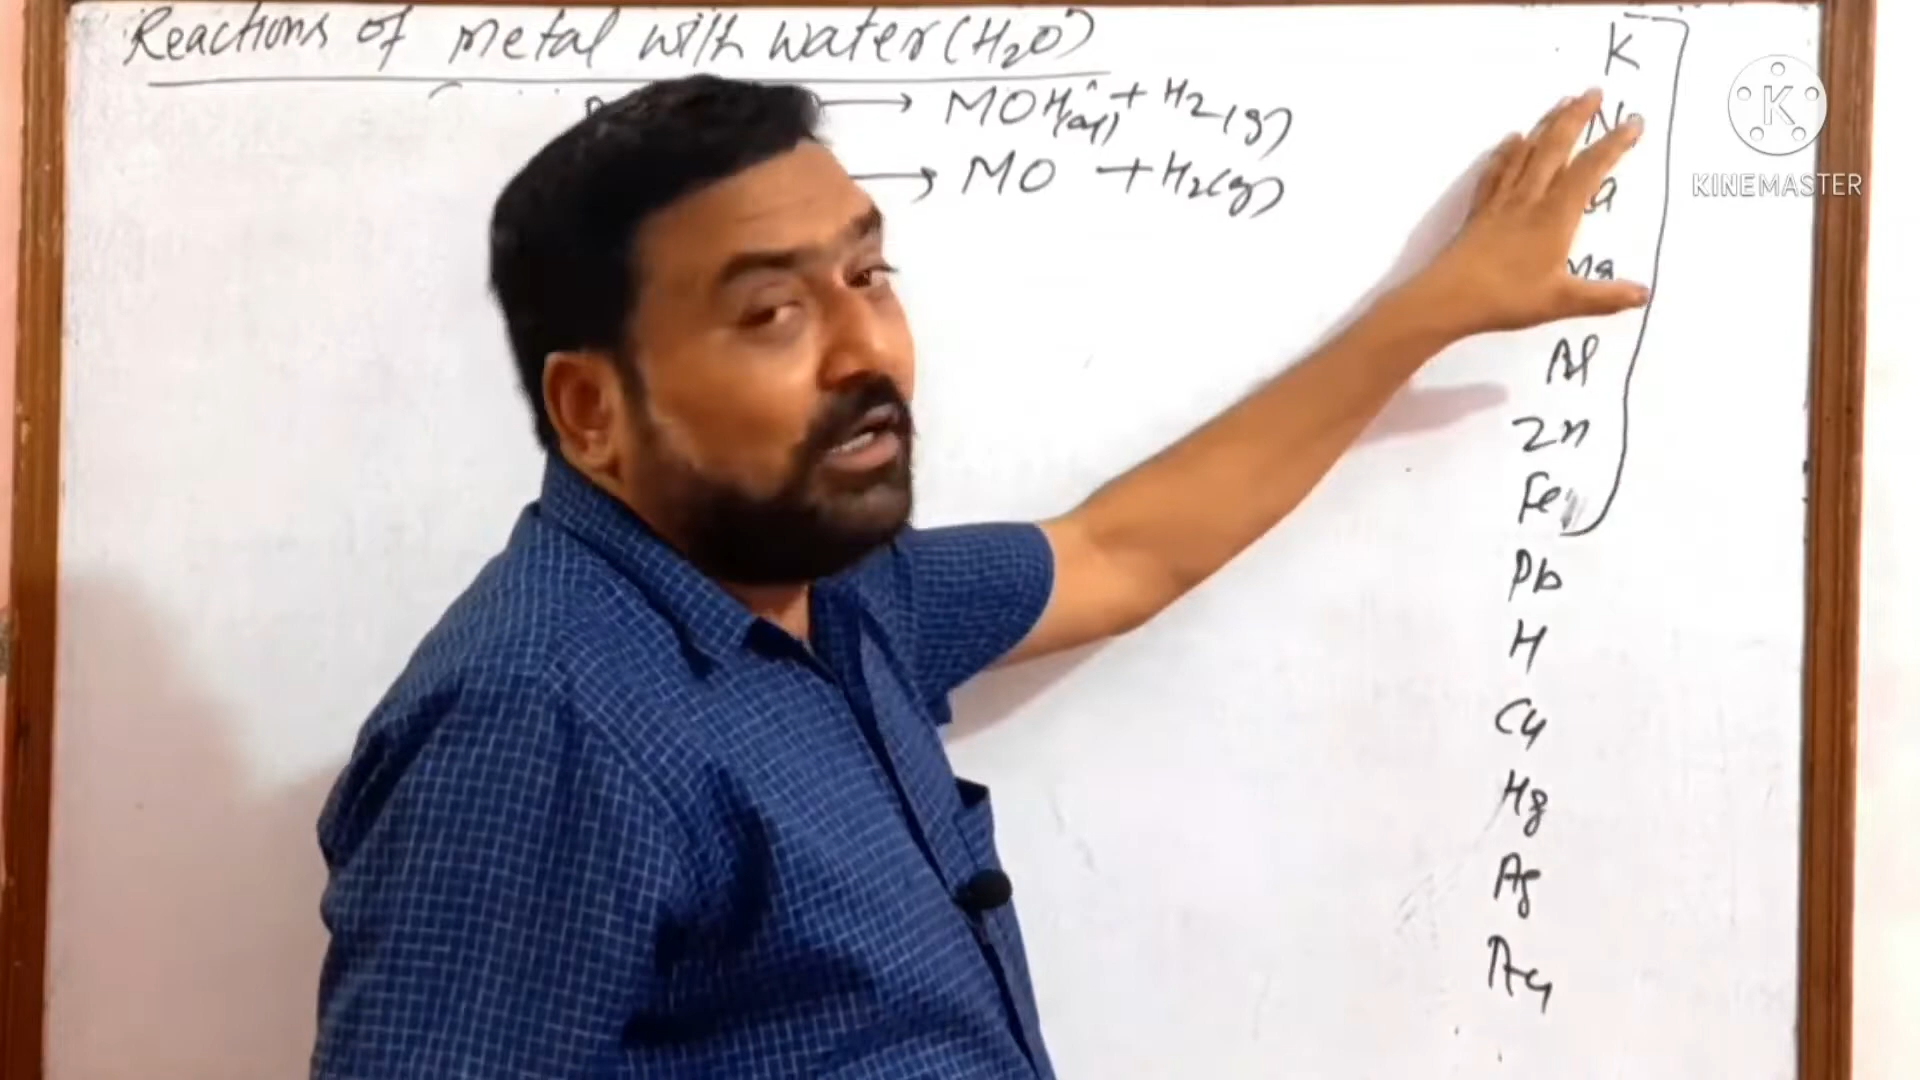 Reactions of metal with water (H2O)
→ MOH(aq) + H2(g)
→ MO + H2(g)
K
Mg
Al
Zn
Fe
Pb
H
Cu
Hg
Ag
Au
K
KINEMASTER